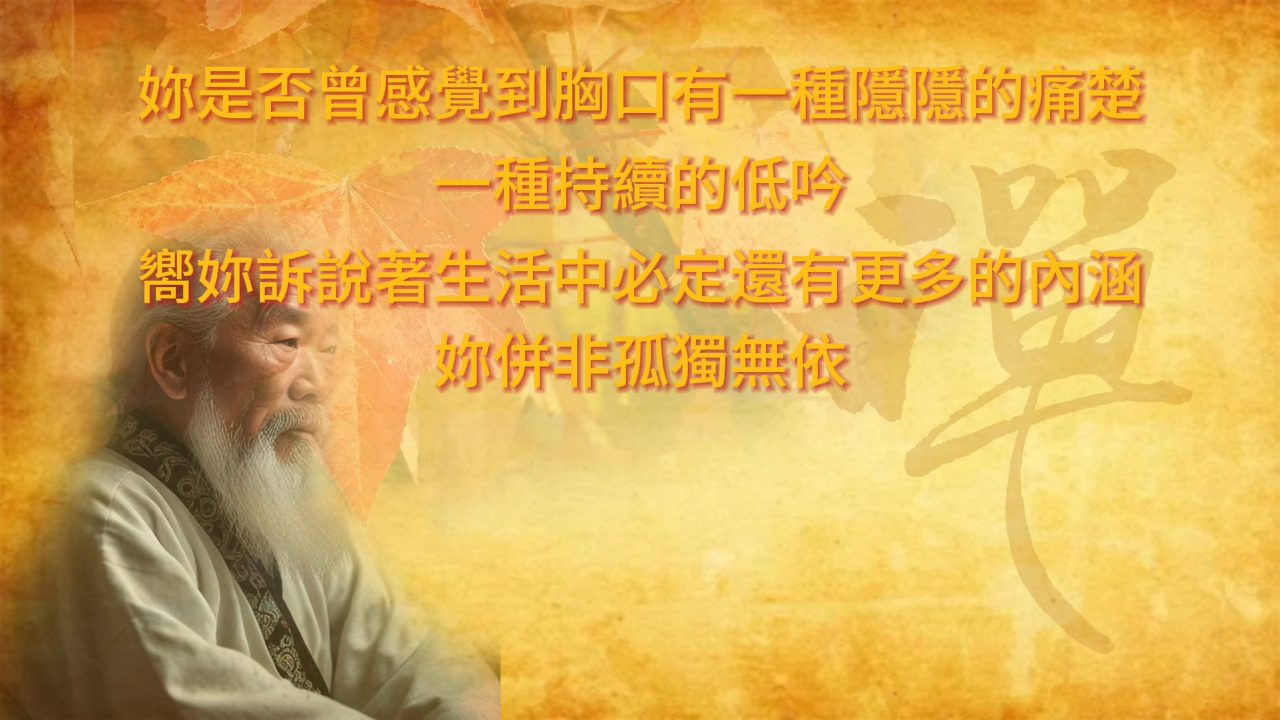 妳是否曾感覺到胸口有一種隱隱的痛楚
一種持續的低吟
嚮妳訴說著生活中必定還有更多的內涵
妳併非孤獨無依
禪